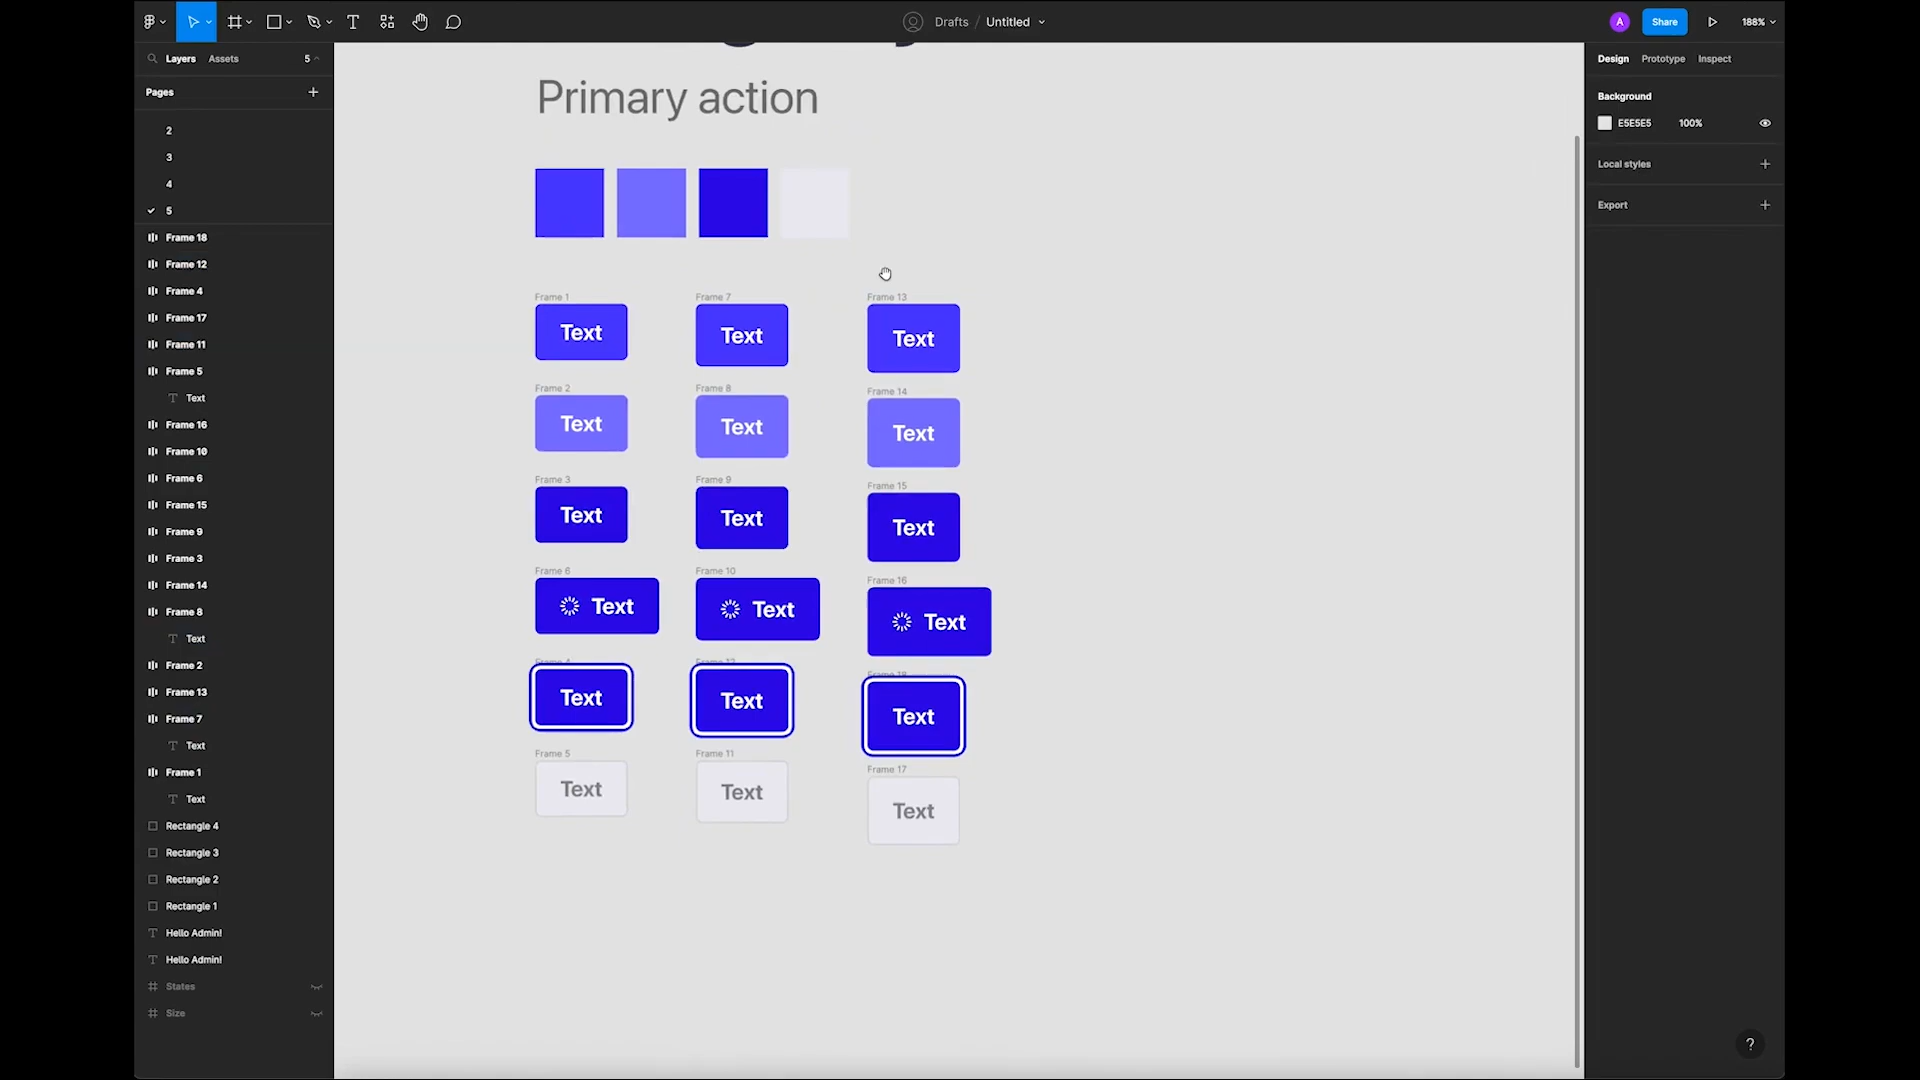 Drafts / Untitled
A
Share
188%
Layers
Assets
5
Pages
2
3
4
5
Frame 18
Frame 12
Frame 4
Frame 17
Frame 11
Frame 5
Text
Frame 16
Frame 10
Frame 6
Frame 15
Frame 9
Frame 3
Frame 14
Frame 8
Text
Frame 2
Frame 13
Frame 7
Text
Frame 1
Text
Rectangle 4
Rectangle 3
Rectangle 2
Rectangle 1
Hello Admin!
Hello Admin!
States
Size
Primary action
Frame 1
Frame 7
Frame 13
Text
Text
Text
Frame 2
Frame 8
Frame 14
Text
Text
Text
Frame 3
Frame 9
Frame 15
Text
Text
Text
Frame 6
Frame 10
Frame 16
Text
Text
Text
Text
Text
Text
Frame 5
Frame 11
Frame 17
Text
Text
Text
Design
Prototype
Inspect
Background
E5E5E5
100%
Local styles
Export
?